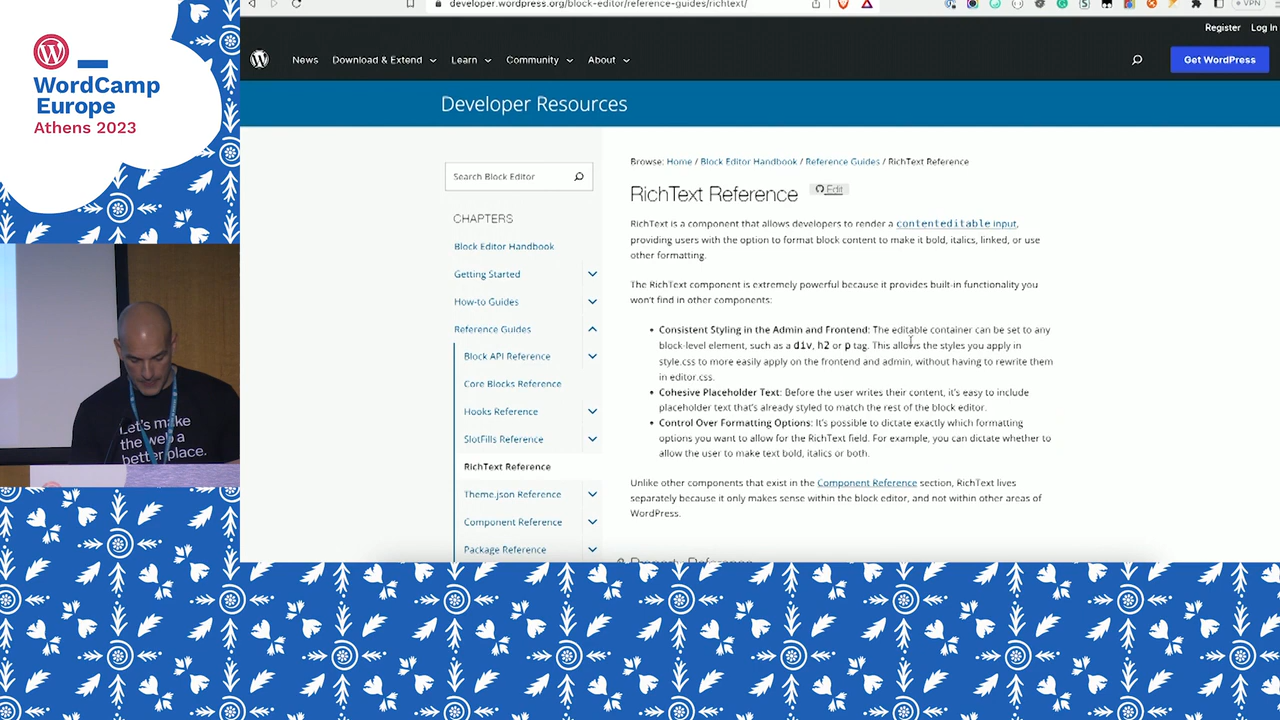 WordCamp
Europe
Athens 2023
Let's make
the web a
better place.
developer.wordpress.org/block-editor/reference-guides/richtext/
VPN
Register Log In
News Download & Extend Learn Community About
Get WordPress
Developer Resources
Search Block Editor
CHAPTERS
Block Editor Handbook
Getting Started
How-to Guides
Reference Guides
Block API Reference
Core Blocks Reference
Hooks Reference
SlotFills Reference
RichText Reference
Theme.json Reference
Component Reference
Package Reference
Browse: Home / Block Editor Handbook / Reference Guides / RichText Reference
RichText Reference Edit
RichText is a component that allows developers to render a contenteditable input,
providing users with the option to format block content to make it bold, italics, linked, or use
other formatting.
The RichText component is extremely powerful because it provides built-in functionality you
won't find in other components:
• Consistent Styling in the Admin and Frontend: The editable container can be set to any
block-level element, such as a div, h2 or p tag. This allows the styles you apply in
style.css to more easily apply on the frontend and admin, without having to rewrite them
in editor.css.
• Cohesive Placeholder Text: Before the user writes their content, it's easy to include
placeholder text that's already styled to match the rest of the block editor.
• Control Over Formatting Options: It's possible to dictate exactly which formatting
options you want to allow for the RichText field. For example, you can dictate whether to
allow the user to make text bold, italics or both.
Unlike other components that exist in the Component Reference section, RichText lives
separately because it only makes sense within the block editor, and not within other areas of
WordPress.
Property Reference